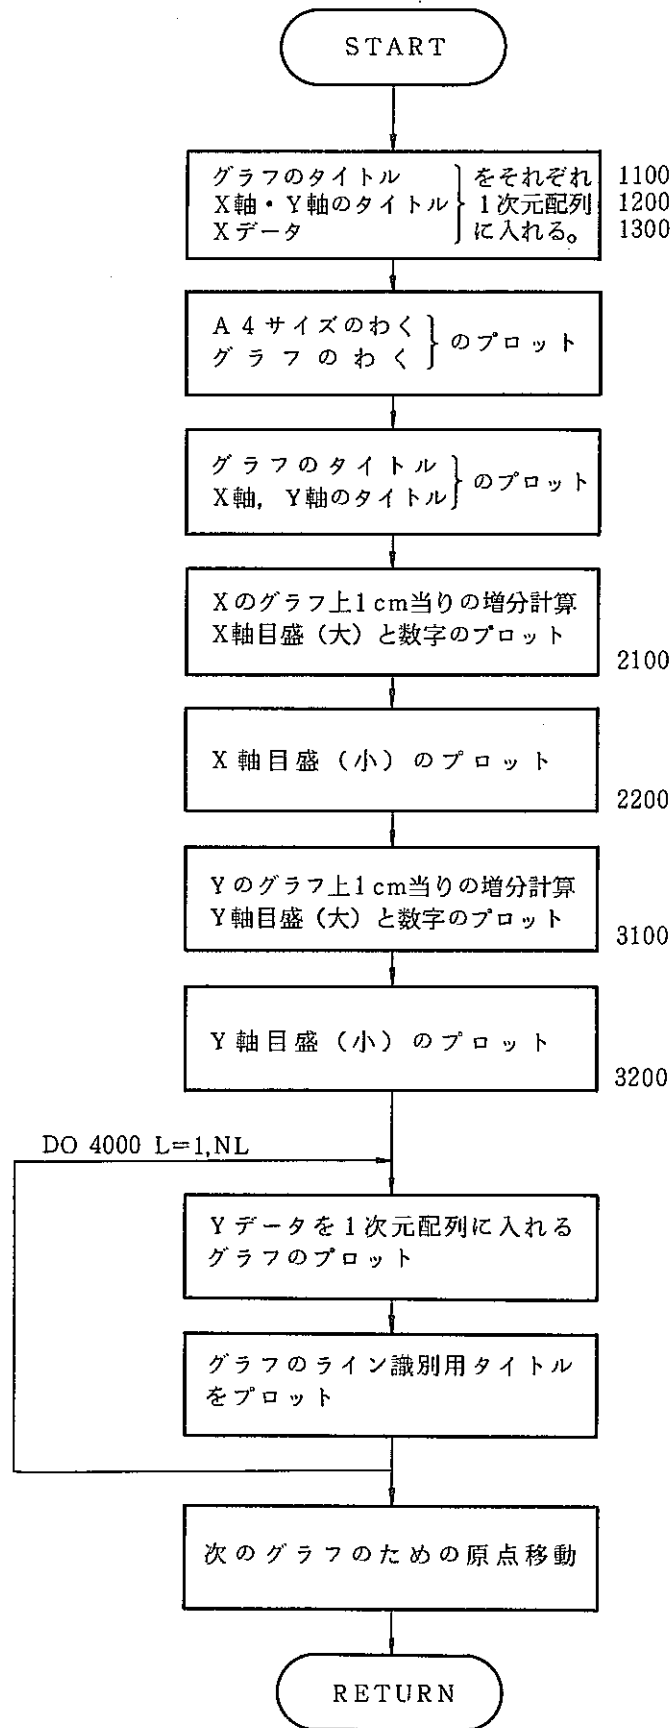 START
グラフのタイトル
X軸・Y軸のタイトル
Xデータ
をそれぞれ
1次元配列
に入れる。
1100
1200
1300
A4サイズのわく
グラフのわく
のプロット
グラフのタイトル
X軸,Y軸のタイトル
のプロット
Xのグラフ上1cm当りの増分計算
X軸目盛(大)と数字のプロット
2100
X軸目盛(小)のプロット
2200
Yのグラフ上1cm当りの増分計算
Y軸目盛(大)と数字のプロット
3100
Y軸目盛(小)のプロット
3200
DO 4000 L=1,NL
Yデータを1次元配列に入れる
グラフのプロット
グラフのライン識別用タイトル
をプロット
次のグラフのための原点移動
RETURN